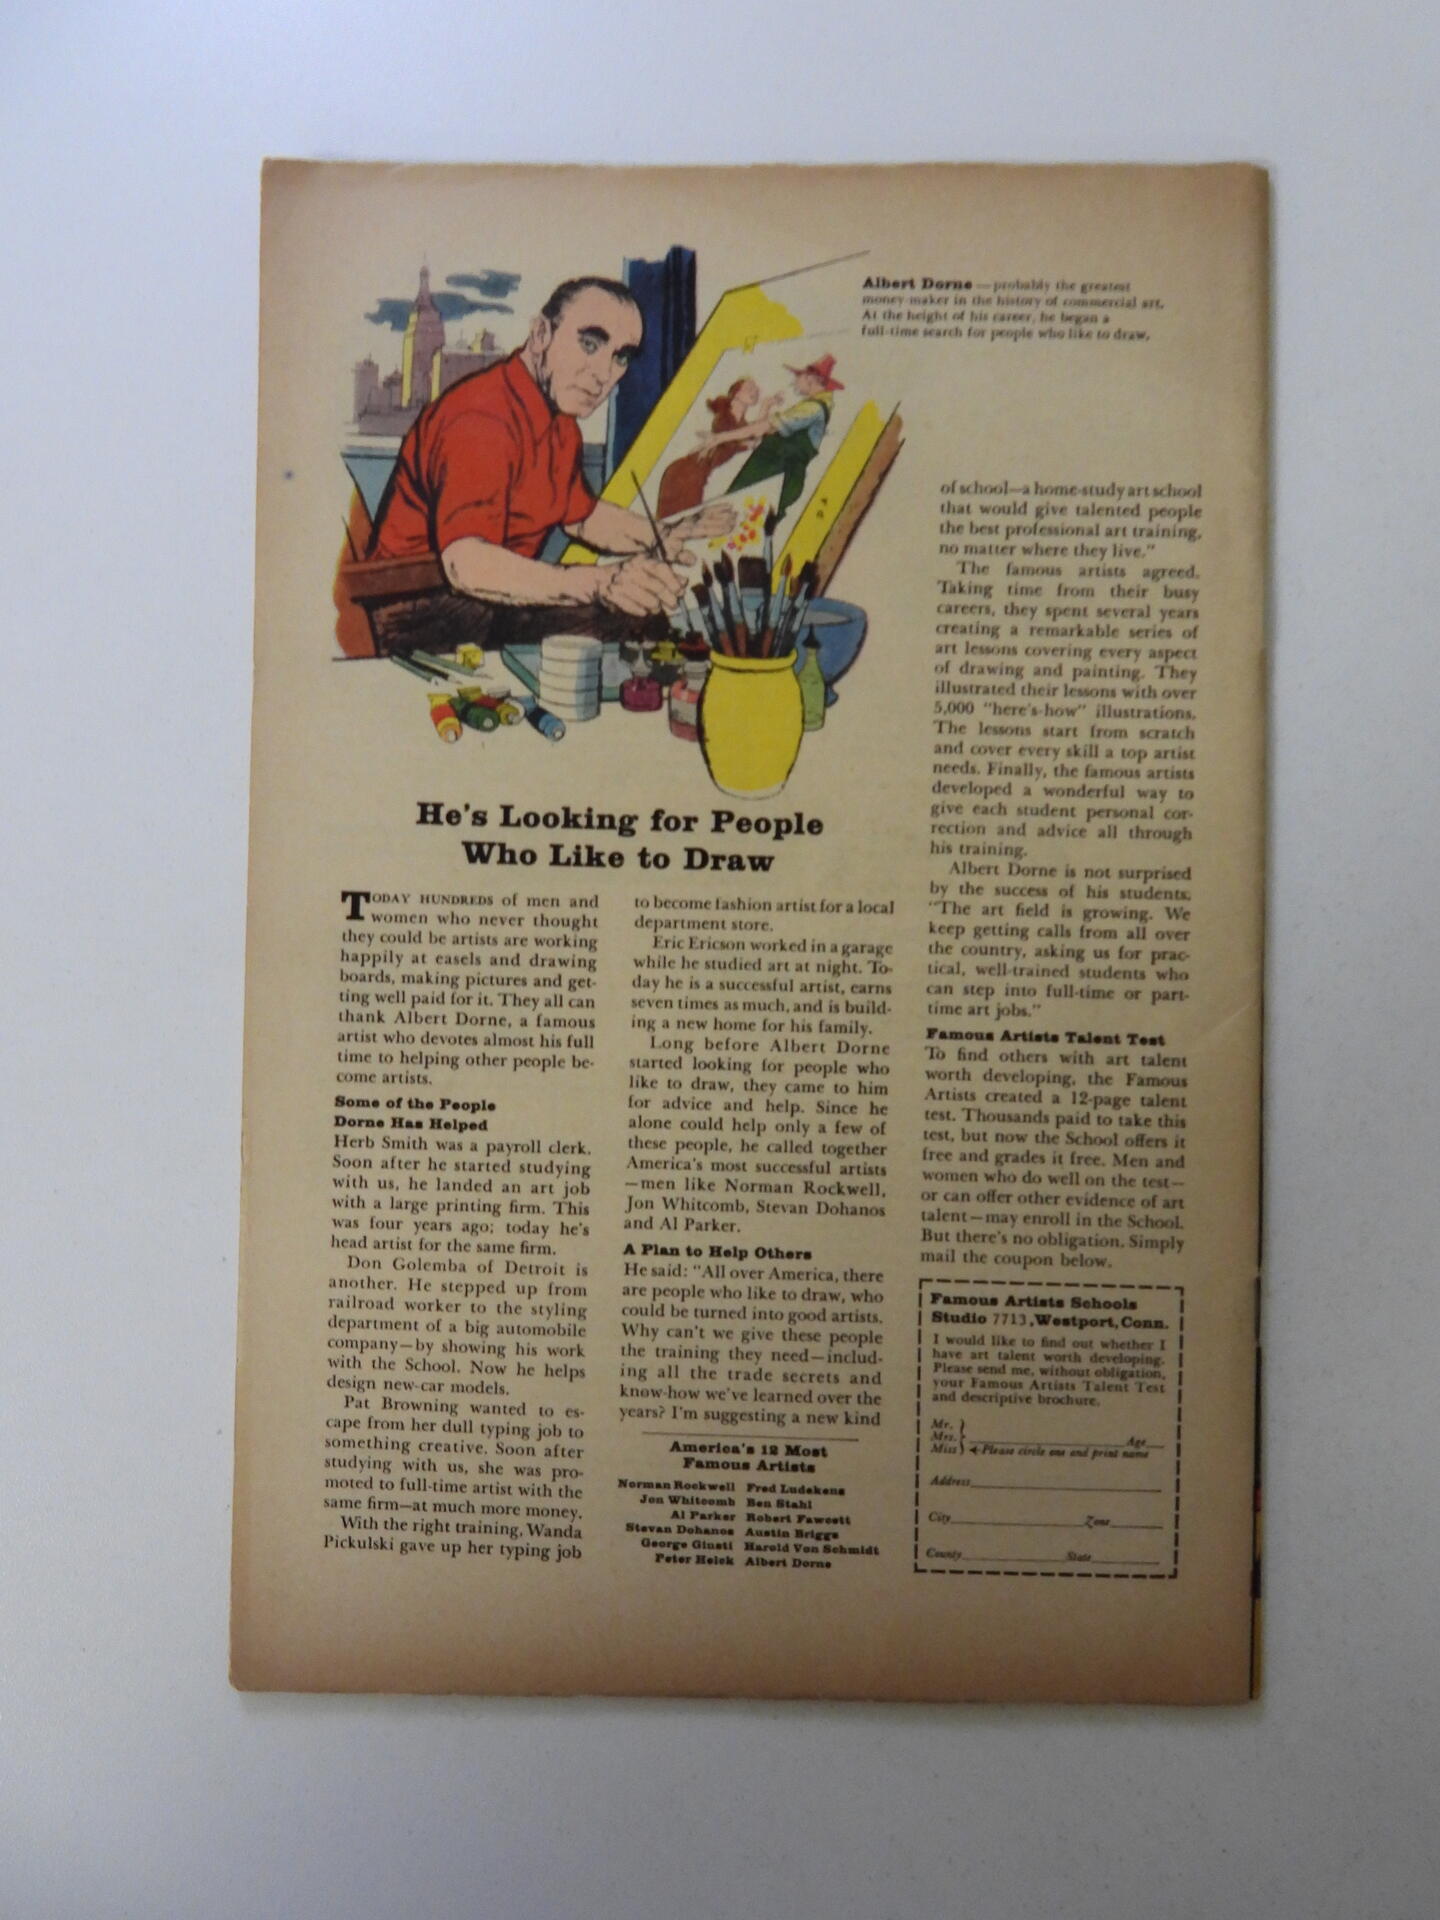 Albert Dorne — probably the greatest
money-maker in the history of commercial art.
At the height of his career, he began a
full-time search for people who like to draw.
He's Looking for People
Who Like to Draw
TODAY HUNDREDS of men and
women who never thought
they could be artists are working
happily at easels and drawing
boards, making pictures and get-
ting well paid for it. They all can
thank Albert Dorne, a famous
artist who devotes almost his full
time to helping other people be-
come artists.
Some of the People
Dorne Has Helped
Herb Smith was a payroll clerk.
Soon after he started studying
with us, he landed an art job
with a large printing firm. This
was four years ago; today he's
head artist for the same firm.
Don Golemba of Detroit is
another. He stepped up from
railroad worker to the styling
department of a big automobile
company—by showing his work
with the School. Now he helps
design new-car models.
Pat Browning wanted to es-
cape from her dull typing job to
something creative. Soon after
studying with us, she was pro-
moted to full-time artist with the
same firm—at much more money.
With the right training, Wanda
Pickulski gave up her typing job
to become fashion artist for a local
department store.
Eric Ericson worked in a garage
while he studied art at night. To-
day he is a successful artist, earns
seven times as much, and is build-
ing a new home for his family.
Long before Albert Dorne
started looking for people who
like to draw, they came to him
for advice and help. Since he
alone could help only a few of
these people, he called together
America's most successful artists
—men like Norman Rockwell,
Jon Whitcomb, Stevan Dohanos
and Al Parker.
A Plan to Help Others
He said: "All over America, there
are people who like to draw, who
could be turned into good artists.
Why can't we give these people
the training they need—includ-
ing all the trade secrets and
know-how we've learned over the
years? I'm suggesting a new kind
America's 12 Most
Famous Artists
Norman Rockwell Fred Ludekens
Jon Whitcomb Ben Stahl
Al Parker Robert Fawcett
Stevan Dohanos Austin Briggs
George Giusti Harold Von Schmidt
Peter Helck Albert Dorne
of school—a home-study art school
that would give talented people
the best professional art training,
no matter where they live."
The famous artists agreed.
Taking time from their busy
careers, they spent several years
creating a remarkable series of
art lessons covering every aspect
of drawing and painting. They
illustrated their lessons with over
5,000 "here's-how" illustrations.
The lessons start from scratch
and cover every skill a top artist
needs. Finally, the famous artists
developed a wonderful way to
give each student personal cor-
rection and advice all through
his training.
Albert Dorne is not surprised
by the success of his students.
"The art field is growing. We
keep getting calls from all over
the country, asking us for prac-
tical, well-trained students who
can step into full-time or part-
time art jobs."
Famous Artists Talent Test
To find others with art talent
worth developing, the Famous
Artists created a 12-page talent
test. Thousands paid to take this
test, but now the School offers it
free and grades it free. Men and
women who do well on the test—
or can offer other evidence of art
talent—may enroll in the School.
But there's no obligation. Simply
mail the coupon below.
Famous Artists Schools
Studio 7713, Westport, Conn.
I would like to find out whether I
have art talent worth developing.
Please send me, without obligation,
your Famous Artists Talent Test
and descriptive brochure.
Mr.
Mrs. Age
Miss Please circle one and print name
Address
City Zone
County State